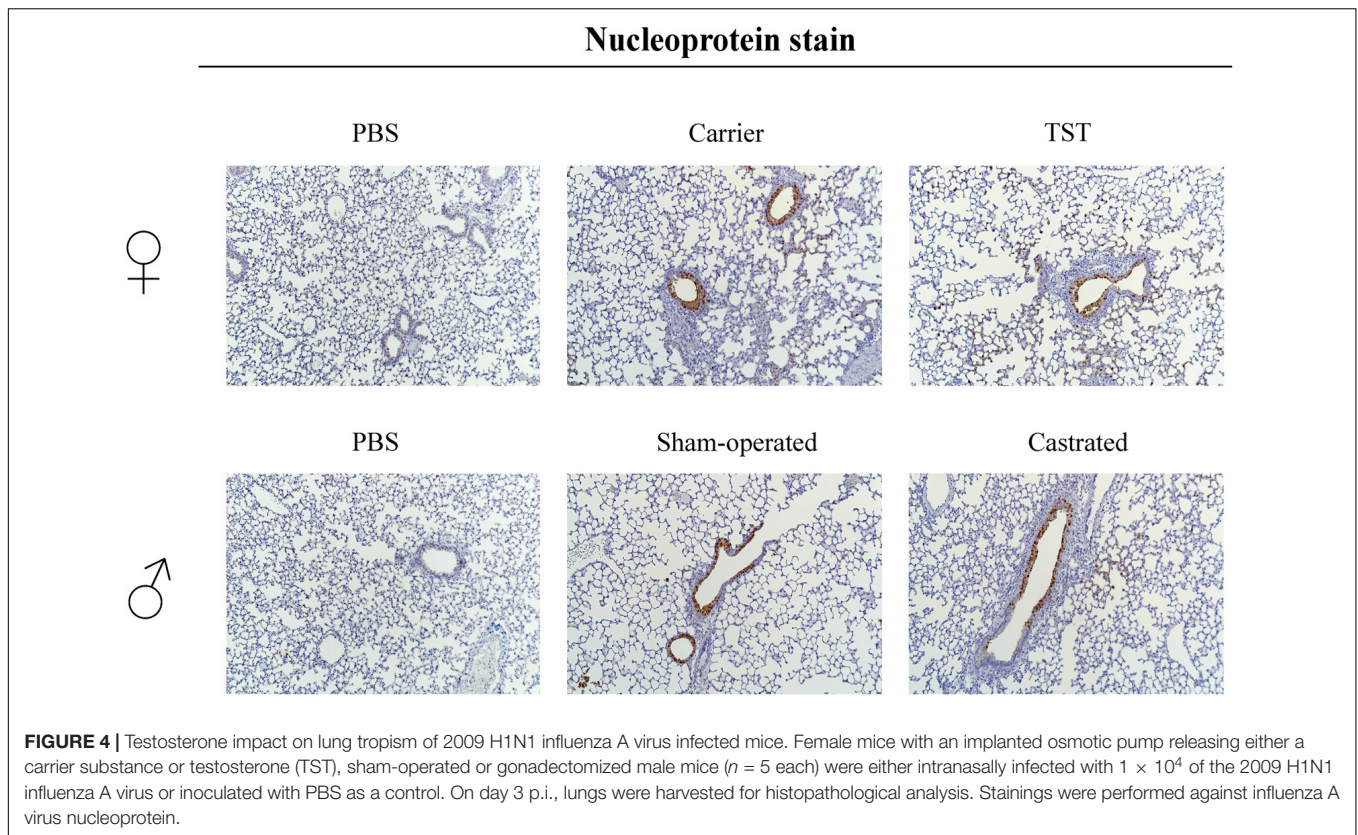 Nucleoprotein stain
PBS Carrier TST
PBS Sham-operated Castrated
FIGURE 4 | Testosterone impact on lung tropism of 2009 H1N1 influenza A virus infected mice. Female mice with an implanted osmotic pump releasing either a
carrier substance or testosterone (TST), sham-operated or gonadectomized male mice (n = 5 each) were either intranasally infected with 1 × 10⁴ of the 2009 H1N1
influenza A virus or inoculated with PBS as a control. On day 3 p.i., lungs were harvested for histopathological analysis. Stainings were performed against influenza A
virus nucleoprotein.